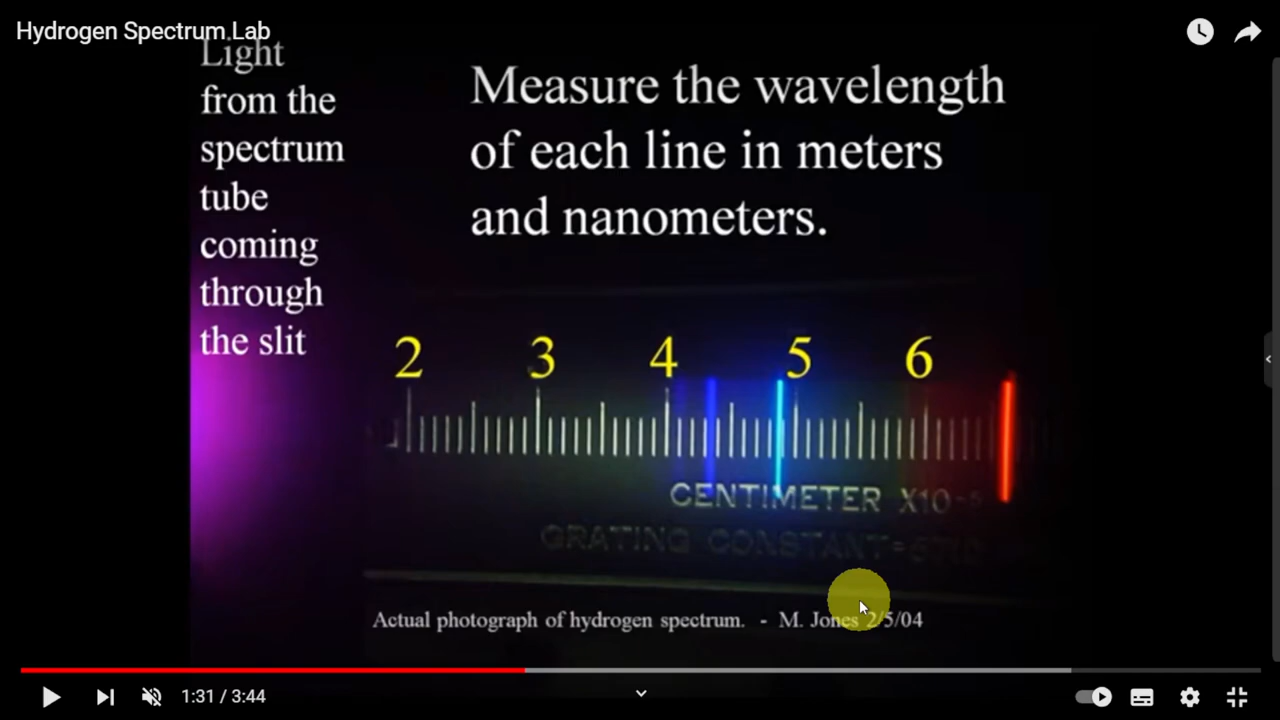 Hydrogen Spectrum Lab
Light
from the
spectrum
tube
coming
through
the slit
Measure the wavelength
of each line in meters
and nanometers.
2 3 4 5 6
CENTIMETER X10
GRATING CONSTANT=
Actual photograph of hydrogen spectrum. - M. Jones 2/5/04
1:31 / 3:44